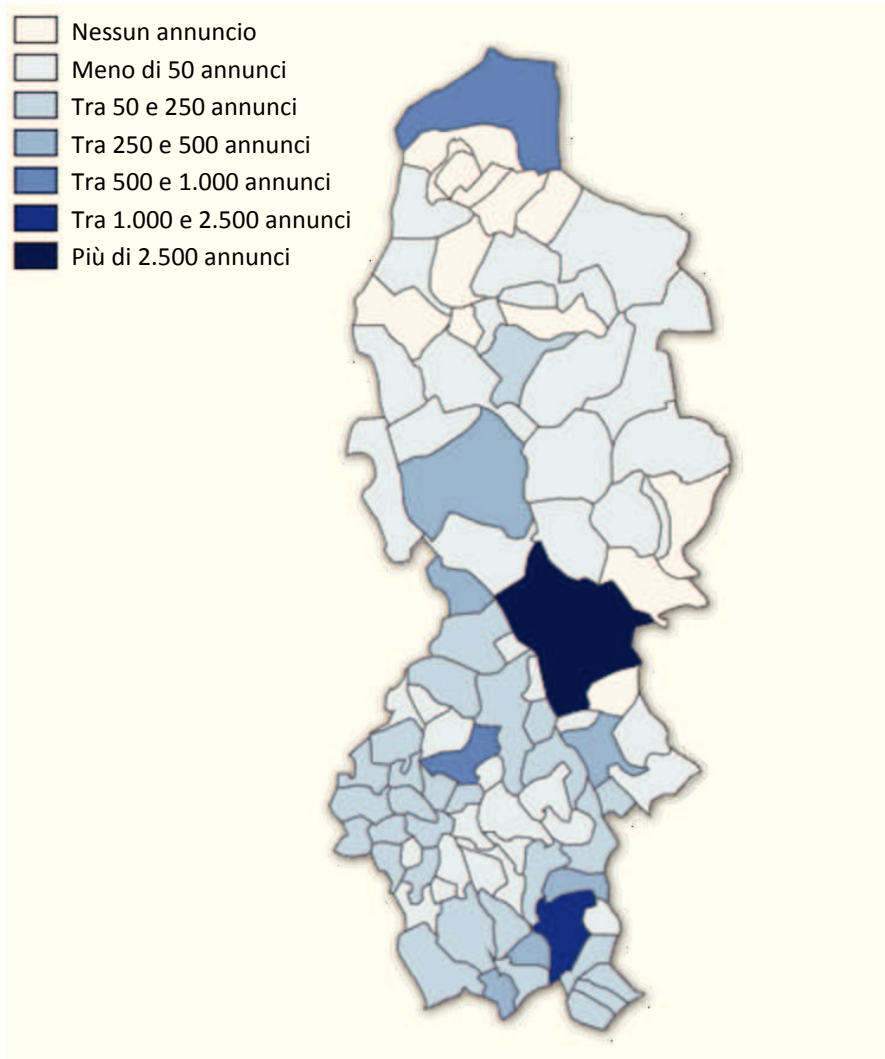 Nessun annuncio
Meno di 50 annunci
Tra 50 e 250 annunci
Tra 250 e 500 annunci
Tra 500 e 1.000 annunci
Tra 1.000 e 2.500 annunci
Più di 2.500 annunci